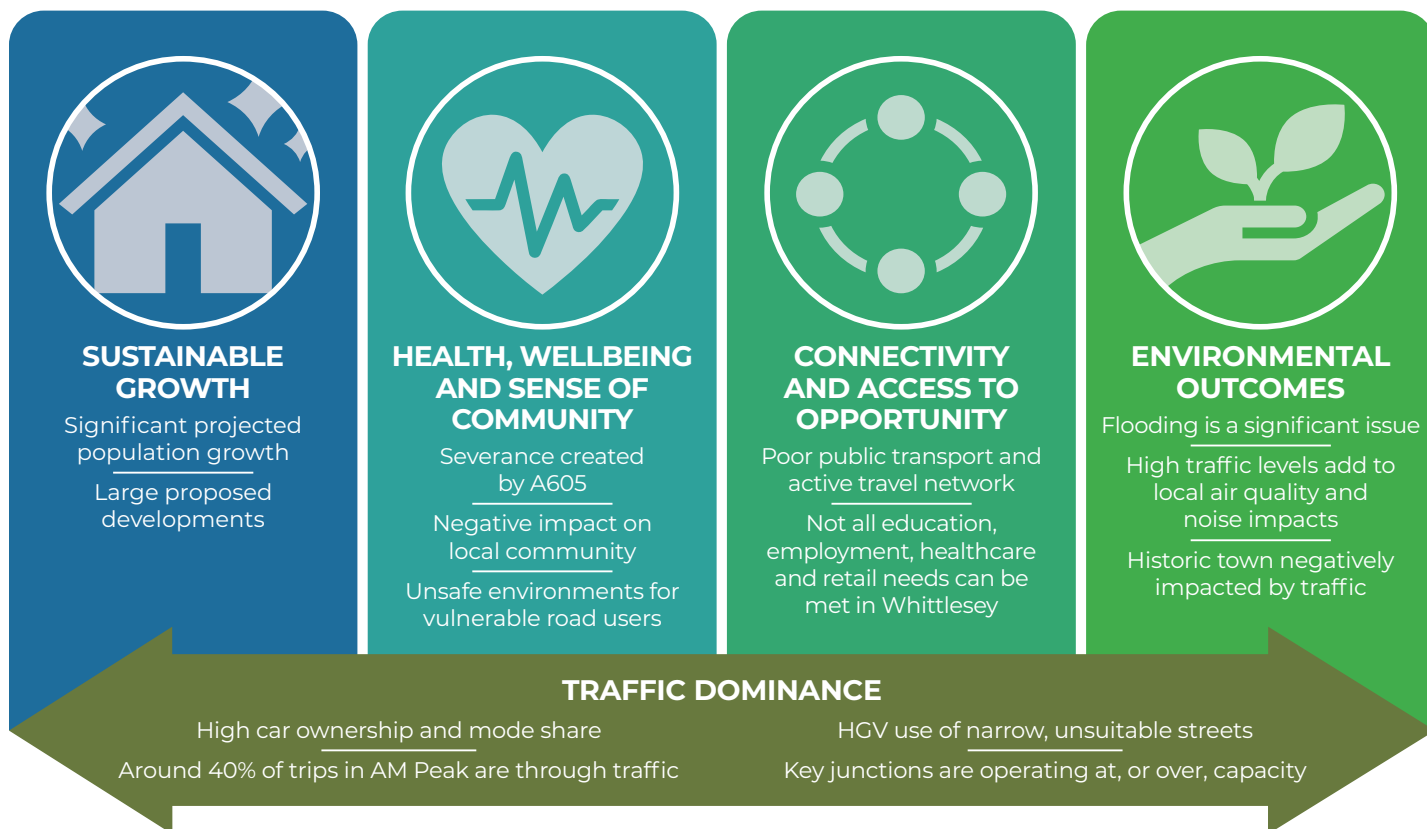 SUSTAINABLE
GROWTH
Significant projected
population growth
Large proposed
developments
HEALTH, WELLBEING
AND SENSE OF
COMMUNITY
Severance created
by A605
Negative impact on
local community
Unsafe environments for
vulnerable road users
CONNECTIVITY
AND ACCESS TO
OPPORTUNITY
Poor public transport and
active travel network
Not all education,
employment, healthcare
and retail needs can be
met in Whittlesey
ENVIRONMENTAL
OUTCOMES
Flooding is a significant issue
High traffic levels add to
local air quality and
noise impacts
Historic town negatively
impacted by traffic
TRAFFIC DOMINANCE
High car ownership and mode share
Around 40% of trips in AM Peak are through traffic
HGV use of narrow, unsuitable streets
Key junctions are operating at, or over, capacity